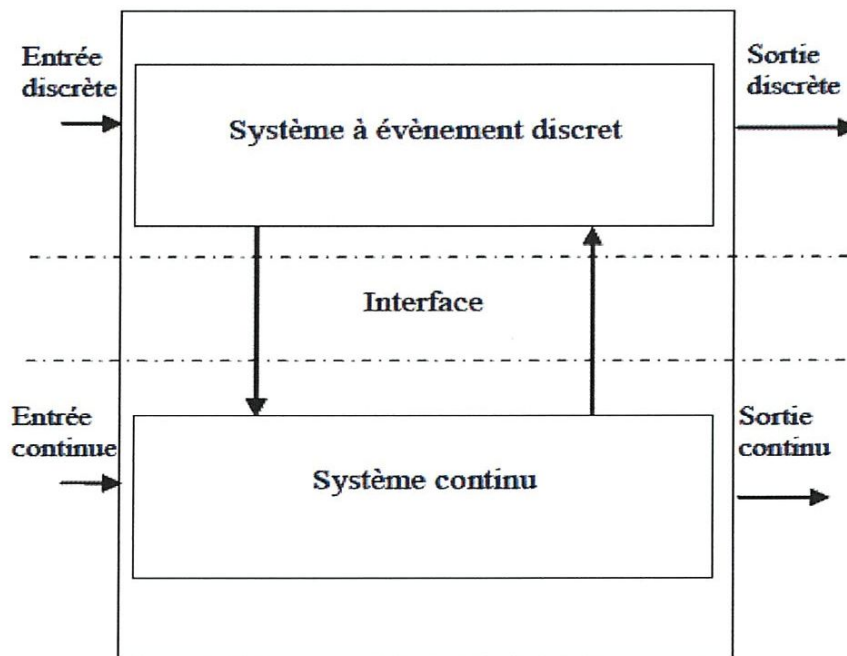 Entrée
discrète
Système à évènement discret
Sortie
discrète
Interface
Entrée
continue
Système continu
Sortie
continu